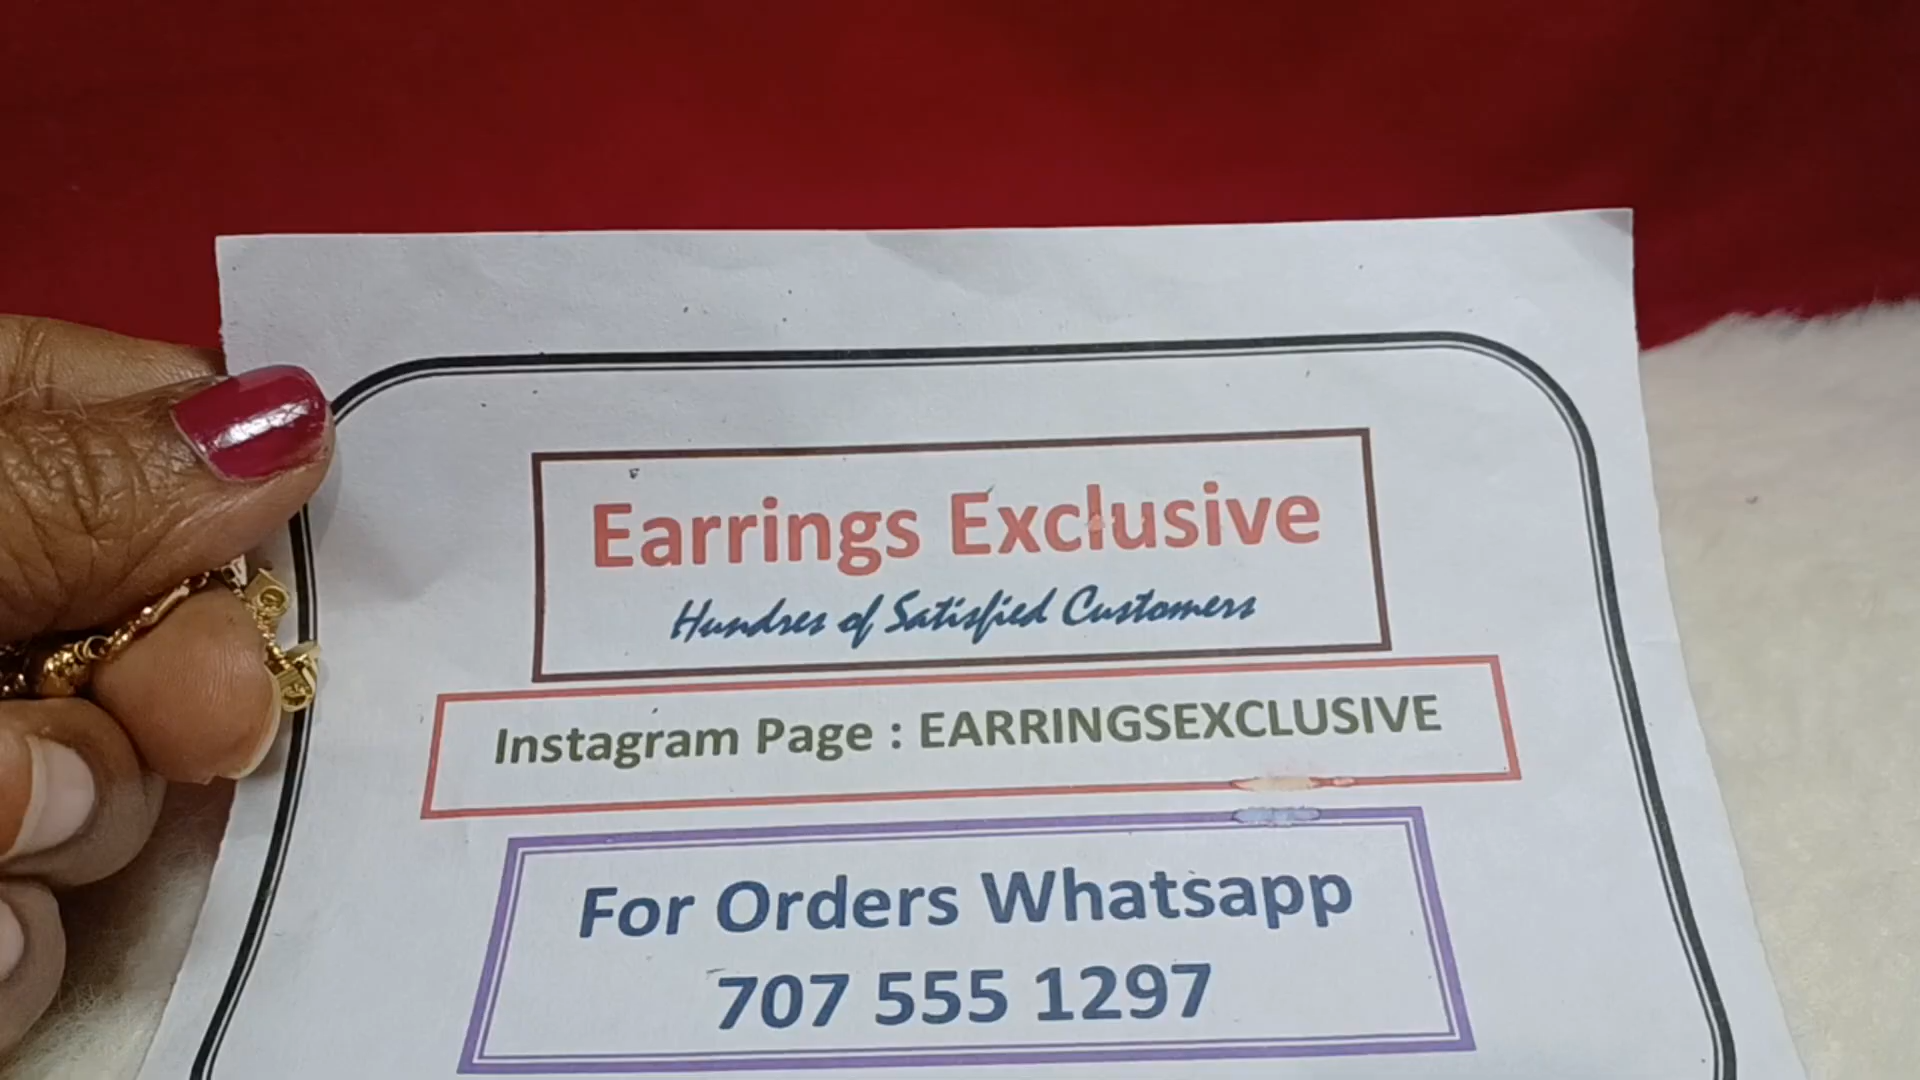 Earrings Exclusive
Hundres of Satisfied Customers
Instagram Page : EARRINGSEXCLUSIVE
For Orders Whatsapp
707 555 1297